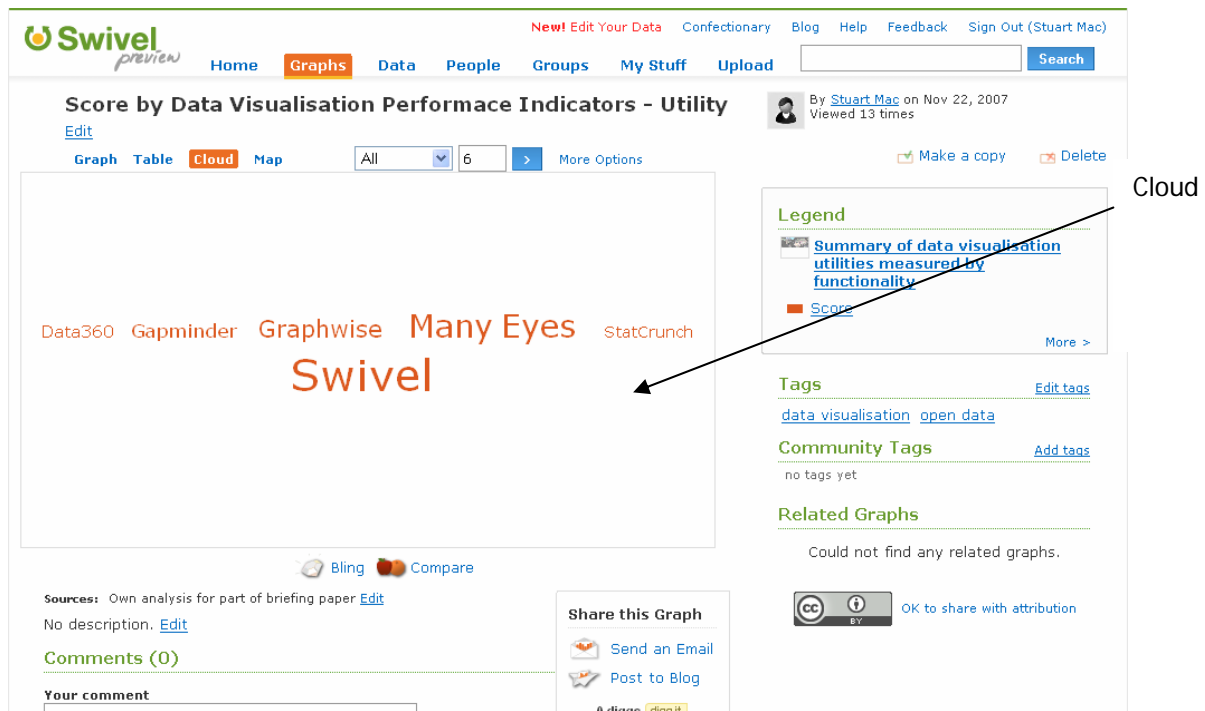 Swivel
preview
New! Edit Your Data Confectionary Blog Help Feedback Sign Out (Stuart Mac)
Home Graphs Data People Groups My Stuff Upload Search
Score by Data Visualisation Performace Indicators - Utility
Edit
By Stuart Mac on Nov 22, 2007
Viewed 13 times
Graph Table Cloud Map All 6 > More Options
Make a copy Delete
Cloud
Data360 Gapminder Graphwise Many Eyes StatCrunch
Swivel
Legend
Summary of data visualisation
utilities measured by
functionality
Score
More >
Tags Edit tags
data visualisation open data
Community Tags Add tags
no tags yet
Related Graphs
Could not find any related graphs.
cc BY OK to share with attribution
Bling Compare
Sources: Own analysis for part of briefing paper Edit
No description. Edit
Comments (0)
Your comment
Share this Graph
Send an Email
Post to Blog
0 diggs digg it